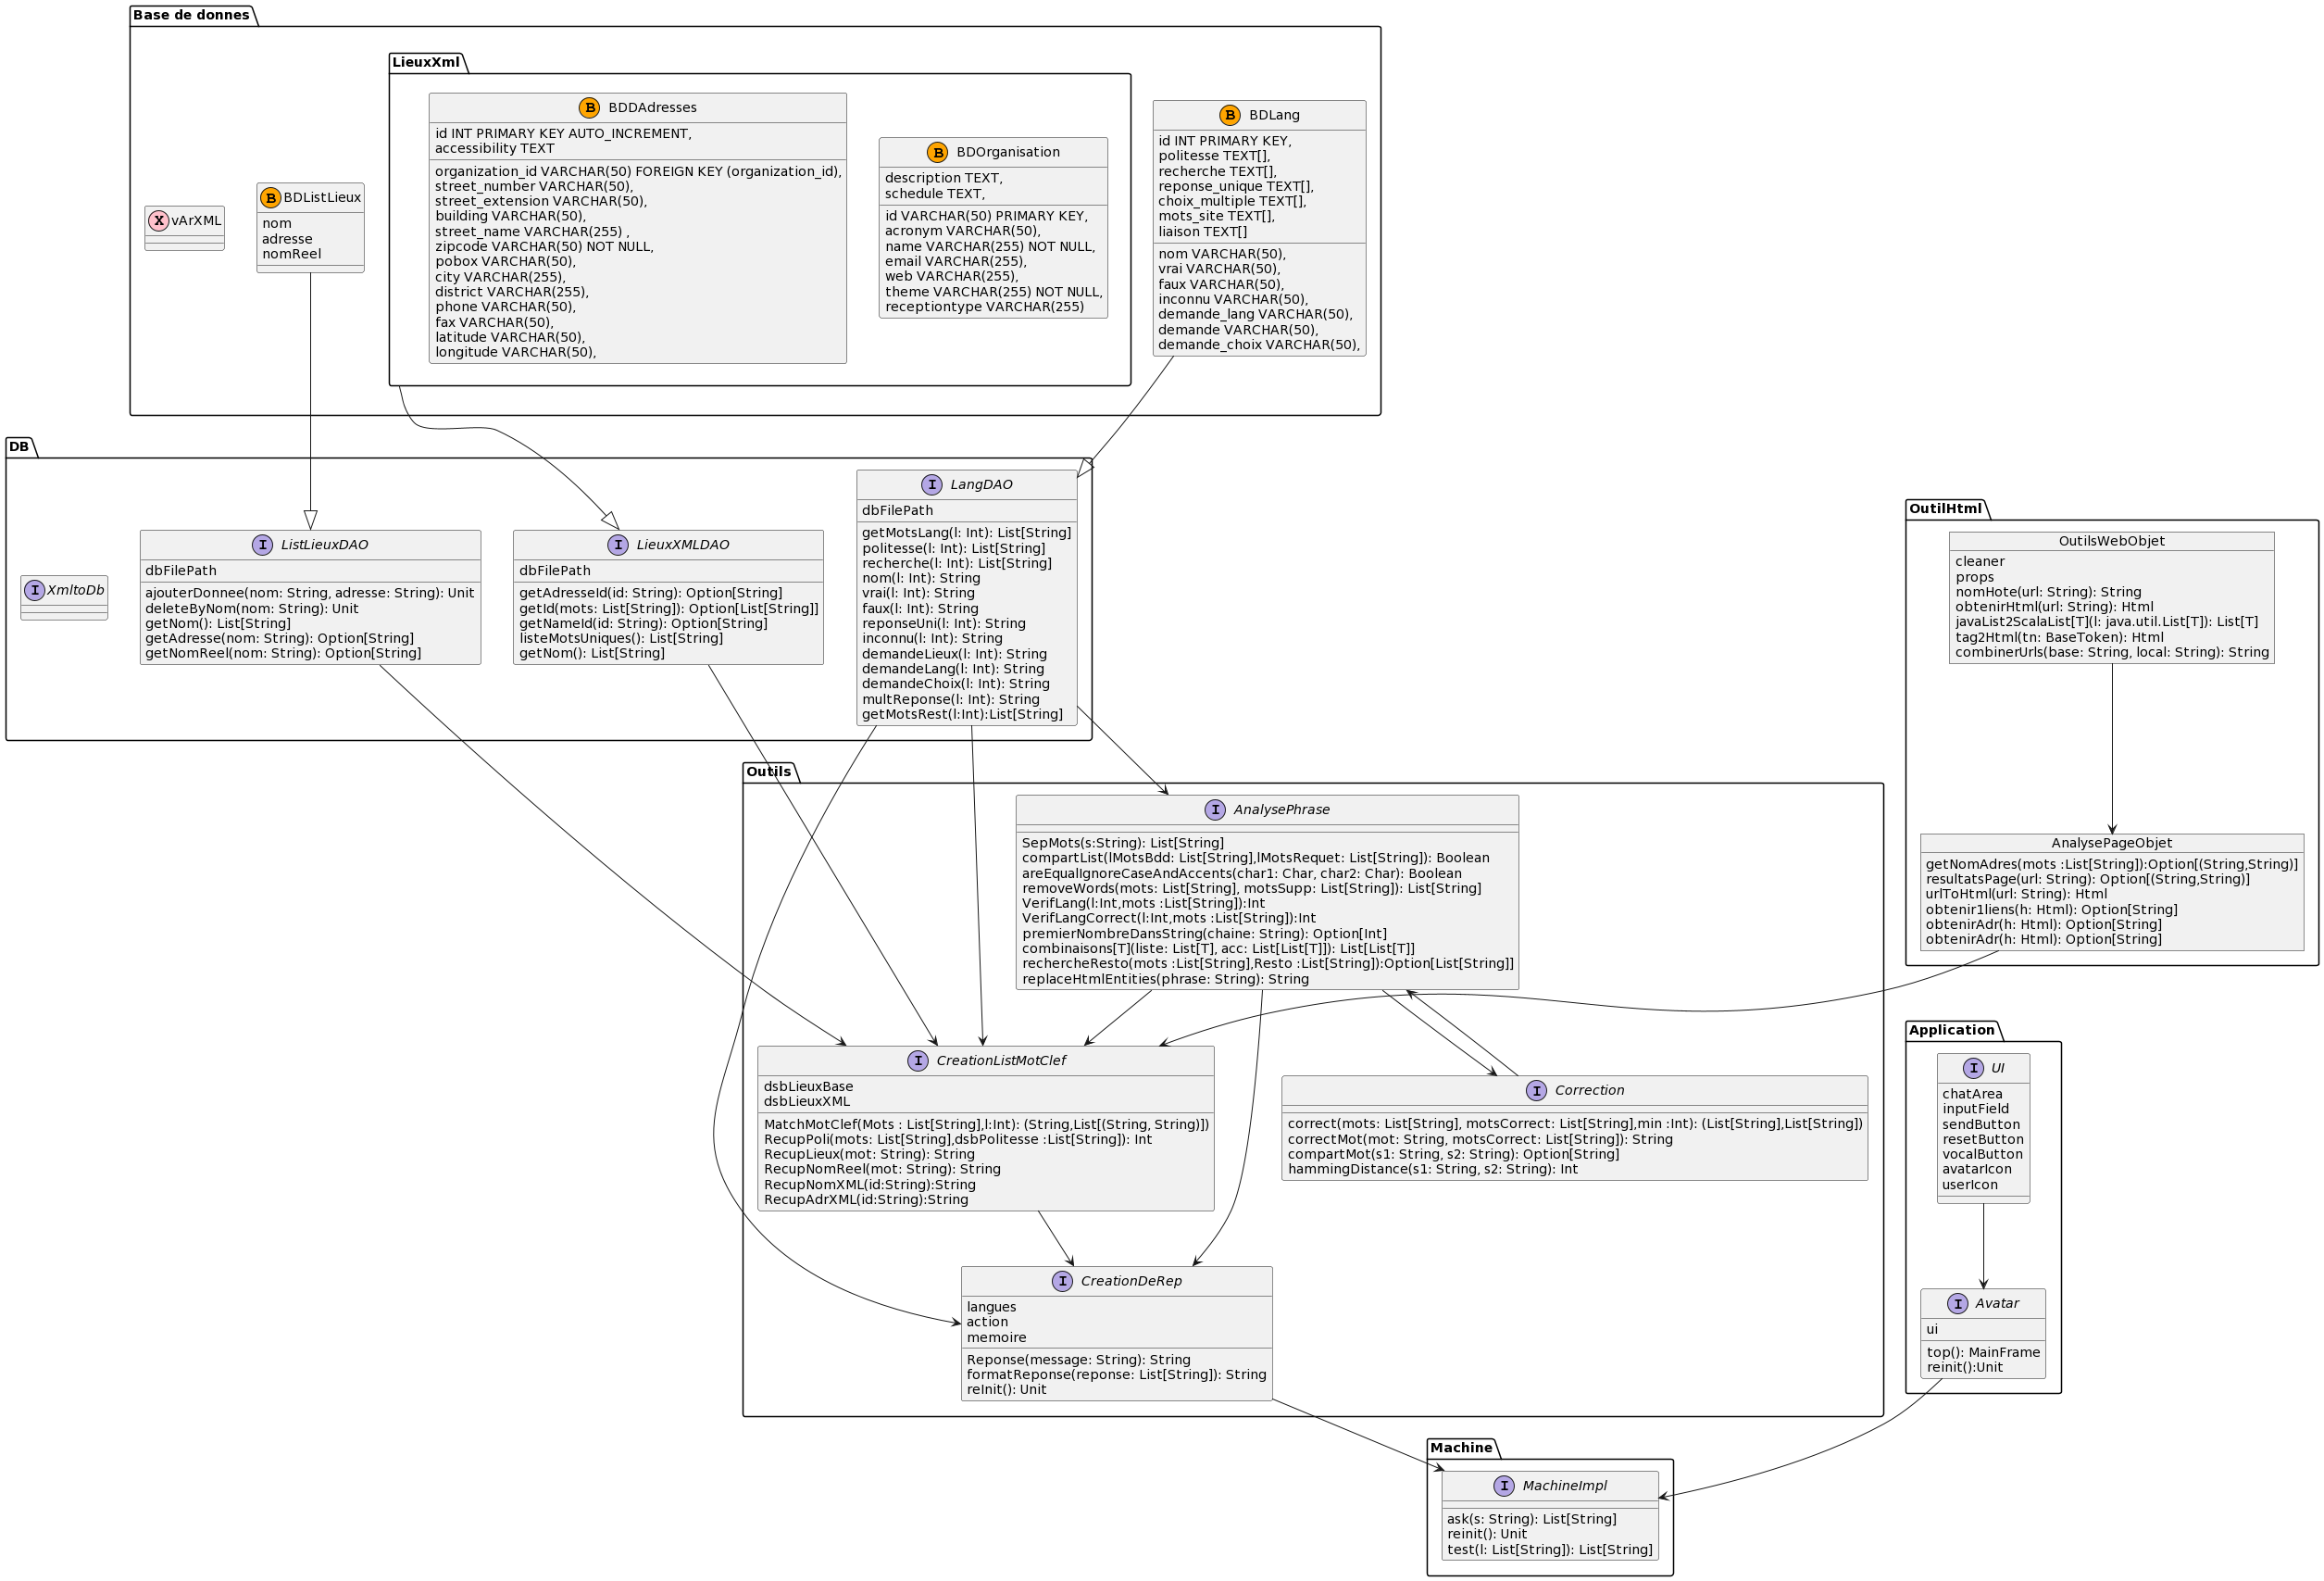 Base de donnes
LieuxXml
B BDDAdresses
id INT PRIMARY KEY AUTO_INCREMENT,
accessibility TEXT
organization_id VARCHAR(50) FOREIGN KEY (organization_id),
street_number VARCHAR(50),
street_extension VARCHAR(50),
building VARCHAR(50),
street_name VARCHAR(255) ,
zipcode VARCHAR(50) NOT NULL,
pobox VARCHAR(50),
city VARCHAR(255),
district VARCHAR(255),
phone VARCHAR(50),
fax VARCHAR(50),
latitude VARCHAR(50),
longitude VARCHAR(50),
B BDOrganisation
description TEXT,
schedule TEXT,
id VARCHAR(50) PRIMARY KEY,
acronym VARCHAR(50),
name VARCHAR(255) NOT NULL,
email VARCHAR(255),
web VARCHAR(255),
theme VARCHAR(255) NOT NULL,
receptiontype VARCHAR(255)
B BDLang
id INT PRIMARY KEY,
politesse TEXT[],
recherche TEXT[],
reponse_unique TEXT[],
choix_multiple TEXT[],
mots_site TEXT[],
liaison TEXT[]
nom VARCHAR(50),
vrai VARCHAR(50),
faux VARCHAR(50),
inconnu VARCHAR(50),
demande_lang VARCHAR(50),
demande VARCHAR(50),
demande_choix VARCHAR(50),
X vArXML
B BDListLieux
nom
adresse
nomReel
DB
I XmltoDb
I ListLieuxDAO
dbFilePath
ajouterDonnee(nom: String, adresse: String): Unit
deleteByNom(nom: String): Unit
getNom(): List[String]
getAdresse(nom: String): Option[String]
getNomReel(nom: String): Option[String]
I LieuxXMLDAO
dbFilePath
getAdresseId(id: String): Option[String]
getId(mots: List[String]): Option[List[String]]
getNameId(id: String): Option[String]
listeMotsUniques(): List[String]
getNom(): List[String]
I LangDAO
dbFilePath
getMotsLang(l: Int): List[String]
politesse(l: Int): List[String]
recherche(l: Int): List[String]
nom(l: Int): String
vrai(l: Int): String
faux(l: Int): String
reponseUni(l: Int): String
inconnu(l: Int): String
demandeLieux(l: Int): String
demandeLang(l: Int): String
demandeChoix(l: Int): String
multReponse(l: Int): String
getMotsRest(l:Int):List[String]
OutilHtml
OutilsWebObjet
cleaner
props
nomHote(url: String): String
obtenirHtml(url: String): Html
javaList2ScalaList[T](l: java.util.List[T]): List[T]
tag2Html(tn: BaseToken): Html
combinerUrls(base: String, local: String): String
AnalysePageObjet
getNomAdres(mots :List[String]):Option[(String,String)]
resultatsPage(url: String): Option[(String,String)]
urlToHtml(url: String): Html
obtenir1liens(h: Html): Option[String]
obtenirAdr(h: Html): Option[String]
obtenirAdr(h: Html): Option[String]
Outils
I AnalysePhrase
SepMots(s:String): List[String]
compartList(lMotsBdd: List[String],lMotsRequet: List[String]): Boolean
areEqualIgnoreCaseAndAccents(char1: Char, char2: Char): Boolean
removeWords(mots: List[String], motsSupp: List[String]): List[String]
VerifLang(l:Int,mots :List[String]):Int
VerifLangCorrect(l:Int,mots :List[String]):Int
premierNombreDansString(chaine: String): Option[Int]
combinaisons[T](liste: List[T], acc: List[List[T]]): List[List[T]]
rechercheResto(mots :List[String],Resto :List[String]):Option[List[String]]
replaceHtmlEntities(phrase: String): String
I CreationListMotClef
dsbLieuxBase
dsbLieuxXML
MatchMotClef(Mots : List[String],l:Int): (String,List[(String, String)])
RecupPoli(mots: List[String],dsbPolitesse :List[String]): Int
RecupLieux(mot: String): String
RecupNomReel(mot: String): String
RecupNomXML(id:String):String
RecupAdrXML(id:String):String
I Correction
correct(mots: List[String], motsCorrect: List[String],min :Int): (List[String],List[String])
correctMot(mot: String, motsCorrect: List[String]): String
compartMot(s1: String, s2: String): Option[String]
hammingDistance(s1: String, s2: String): Int
I CreationDeRep
langues
action
memoire
Reponse(message: String): String
formatReponse(reponse: List[String]): String
reInit(): Unit
Application
I UI
chatArea
inputField
sendButton
resetButton
vocalButton
avatarIcon
userIcon
I Avatar
ui
top(): MainFrame
reinit():Unit
Machine
I MachineImpl
ask(s: String): List[String]
reinit(): Unit
test(l: List[String]): List[String]